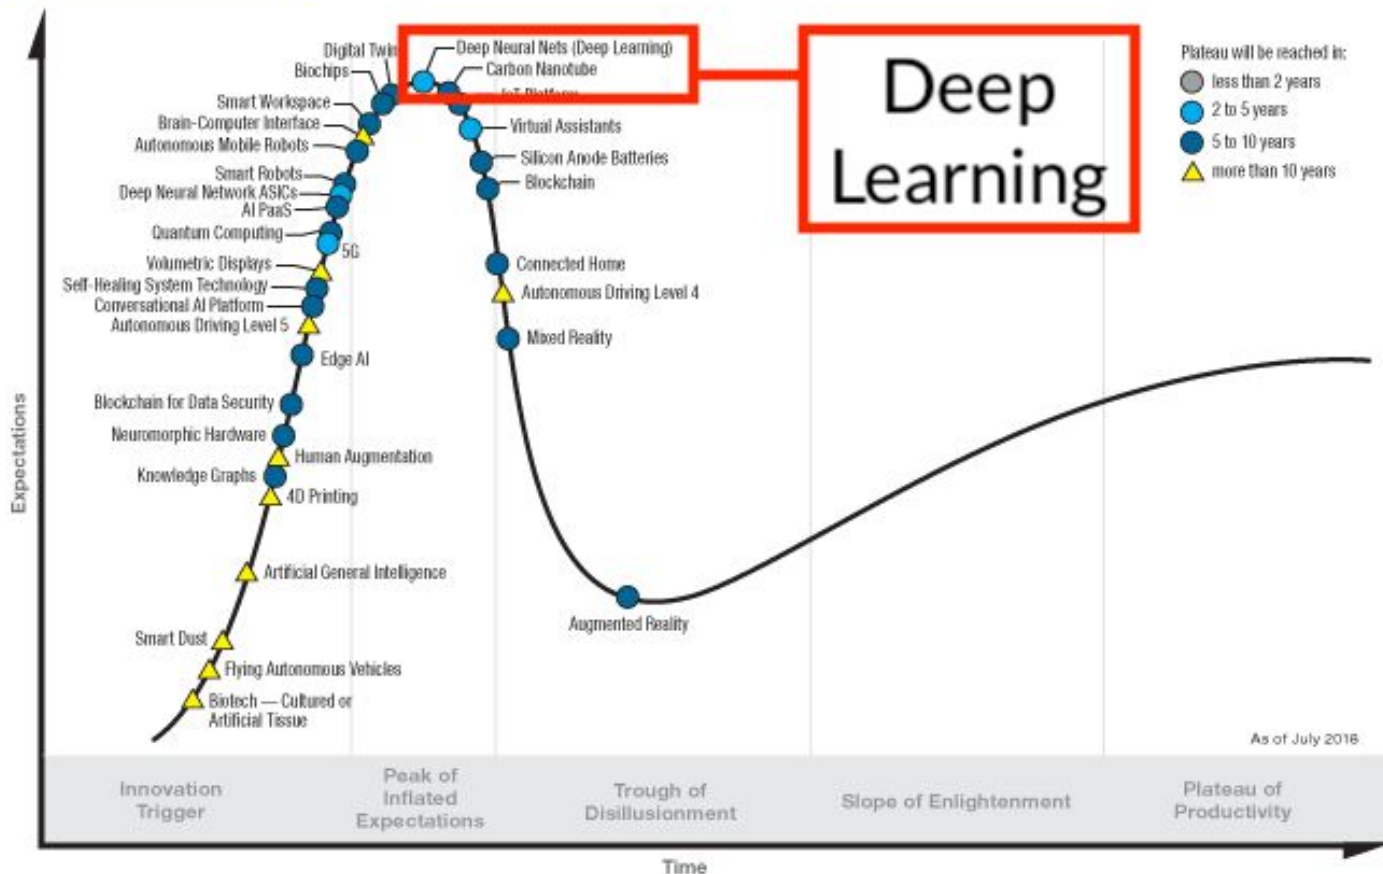 Digital Twin
Biochips
Smart Workspace
Brain-Computer Interface
Autonomous Mobile Robots
Smart Robots
Deep Neural Network ASICs
AI PaaS
Quantum Computing
5G
Volumetric Displays
Self-Healing System Technology
Conversational AI Platform
Autonomous Driving Level 5
Edge AI
Blockchain for Data Security
Neuromorphic Hardware
Human Augmentation
Knowledge Graphs
4D Printing
Artificial General Intelligence
Smart Dust
Flying Autonomous Vehicles
Biotech — Cultured or
Artificial Tissue
Deep Neural Nets (Deep Learning)
Carbon Nanotube
IoT Platform
Virtual Assistants
Silicon Anode Batteries
Blockchain
Connected Home
Autonomous Driving Level 4
Mixed Reality
Augmented Reality
Deep
Learning
Plateau will be reached in:
less than 2 years
2 to 5 years
5 to 10 years
more than 10 years
Expectations
As of July 2018
Innovation
Trigger
Peak of
Inflated
Expectations
Trough of
Disillusionment
Slope of Enlightenment
Plateau of
Productivity
Time